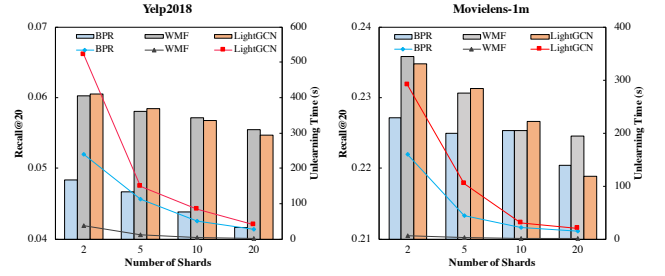 Yelp2018
0.07
0.06
0.05
0.04
Recall@20
BPR WMF LightGCN
BPR WMF LightGCN
600
500
400
300
200
100
0
Unlearning Time (s)
2 5 10 20
Number of Shards
Movielens-1m
0.24
0.23
0.22
0.21
Recall@20
BPR WMF LightGCN
BPR WMF LightGCN
400
300
200
100
0
Unlearning Time (s)
2 5 10 20
Number of Shards